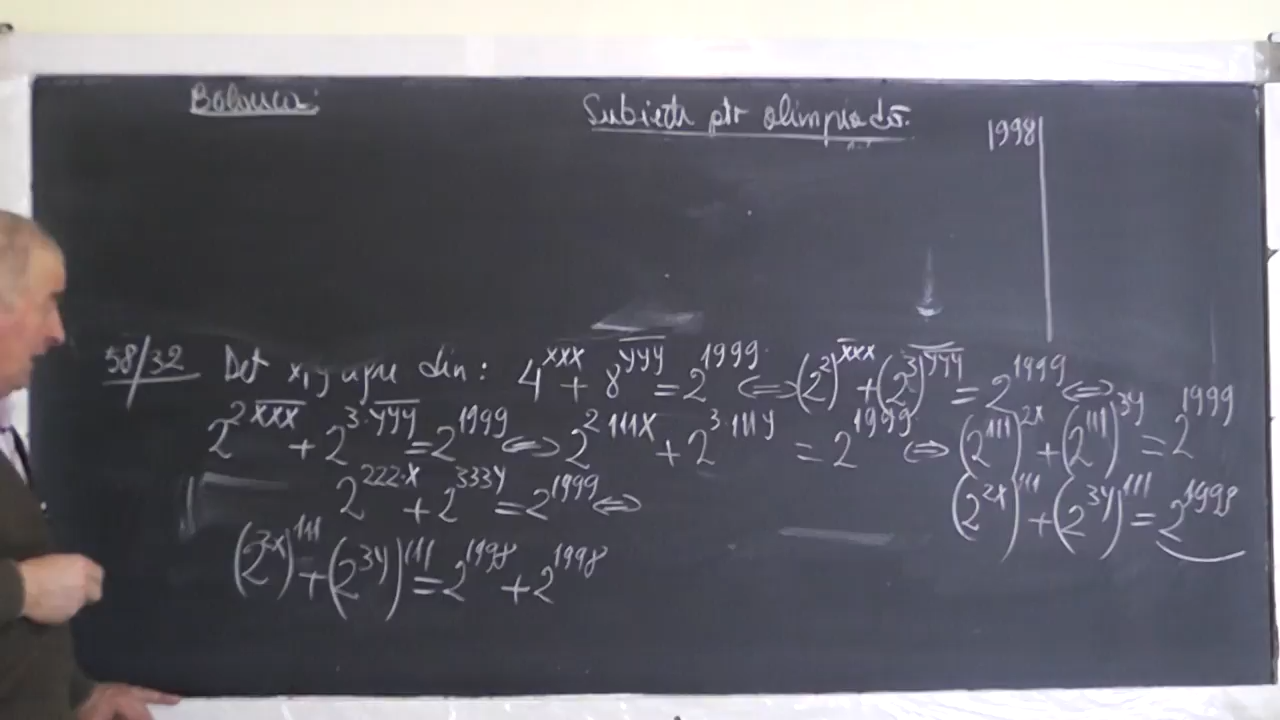 Subiecte ptr olimpiadă.
1998
58/32 Det x, y din: 4^{\overline{xxx}} + 8^{\overline{yyy}} = 2^{1999} ⇔ (2^2)^{\overline{xxx}} + (2^3)^{\overline{yyy}} = 2^{1999} ⇔
2^{2·\overline{xxx}} + 2^{3·\overline{yyy}} = 2^{1999} ⇔ 2^{2·111x} + 2^{3·111y} = 2^{1999} ⇔ (2^{111})^{2x} + (2^{111})^{3y} = 2^{1999}
2^{222·x} + 2^{333y} = 2^{1999} ⇔ (2^{2x})^{111} + (2^{3y})^{111} = 2^{1998}
(2^{3x})^{111} + (2^{3y})^{111} = 2^{1998} + 2^{1998}